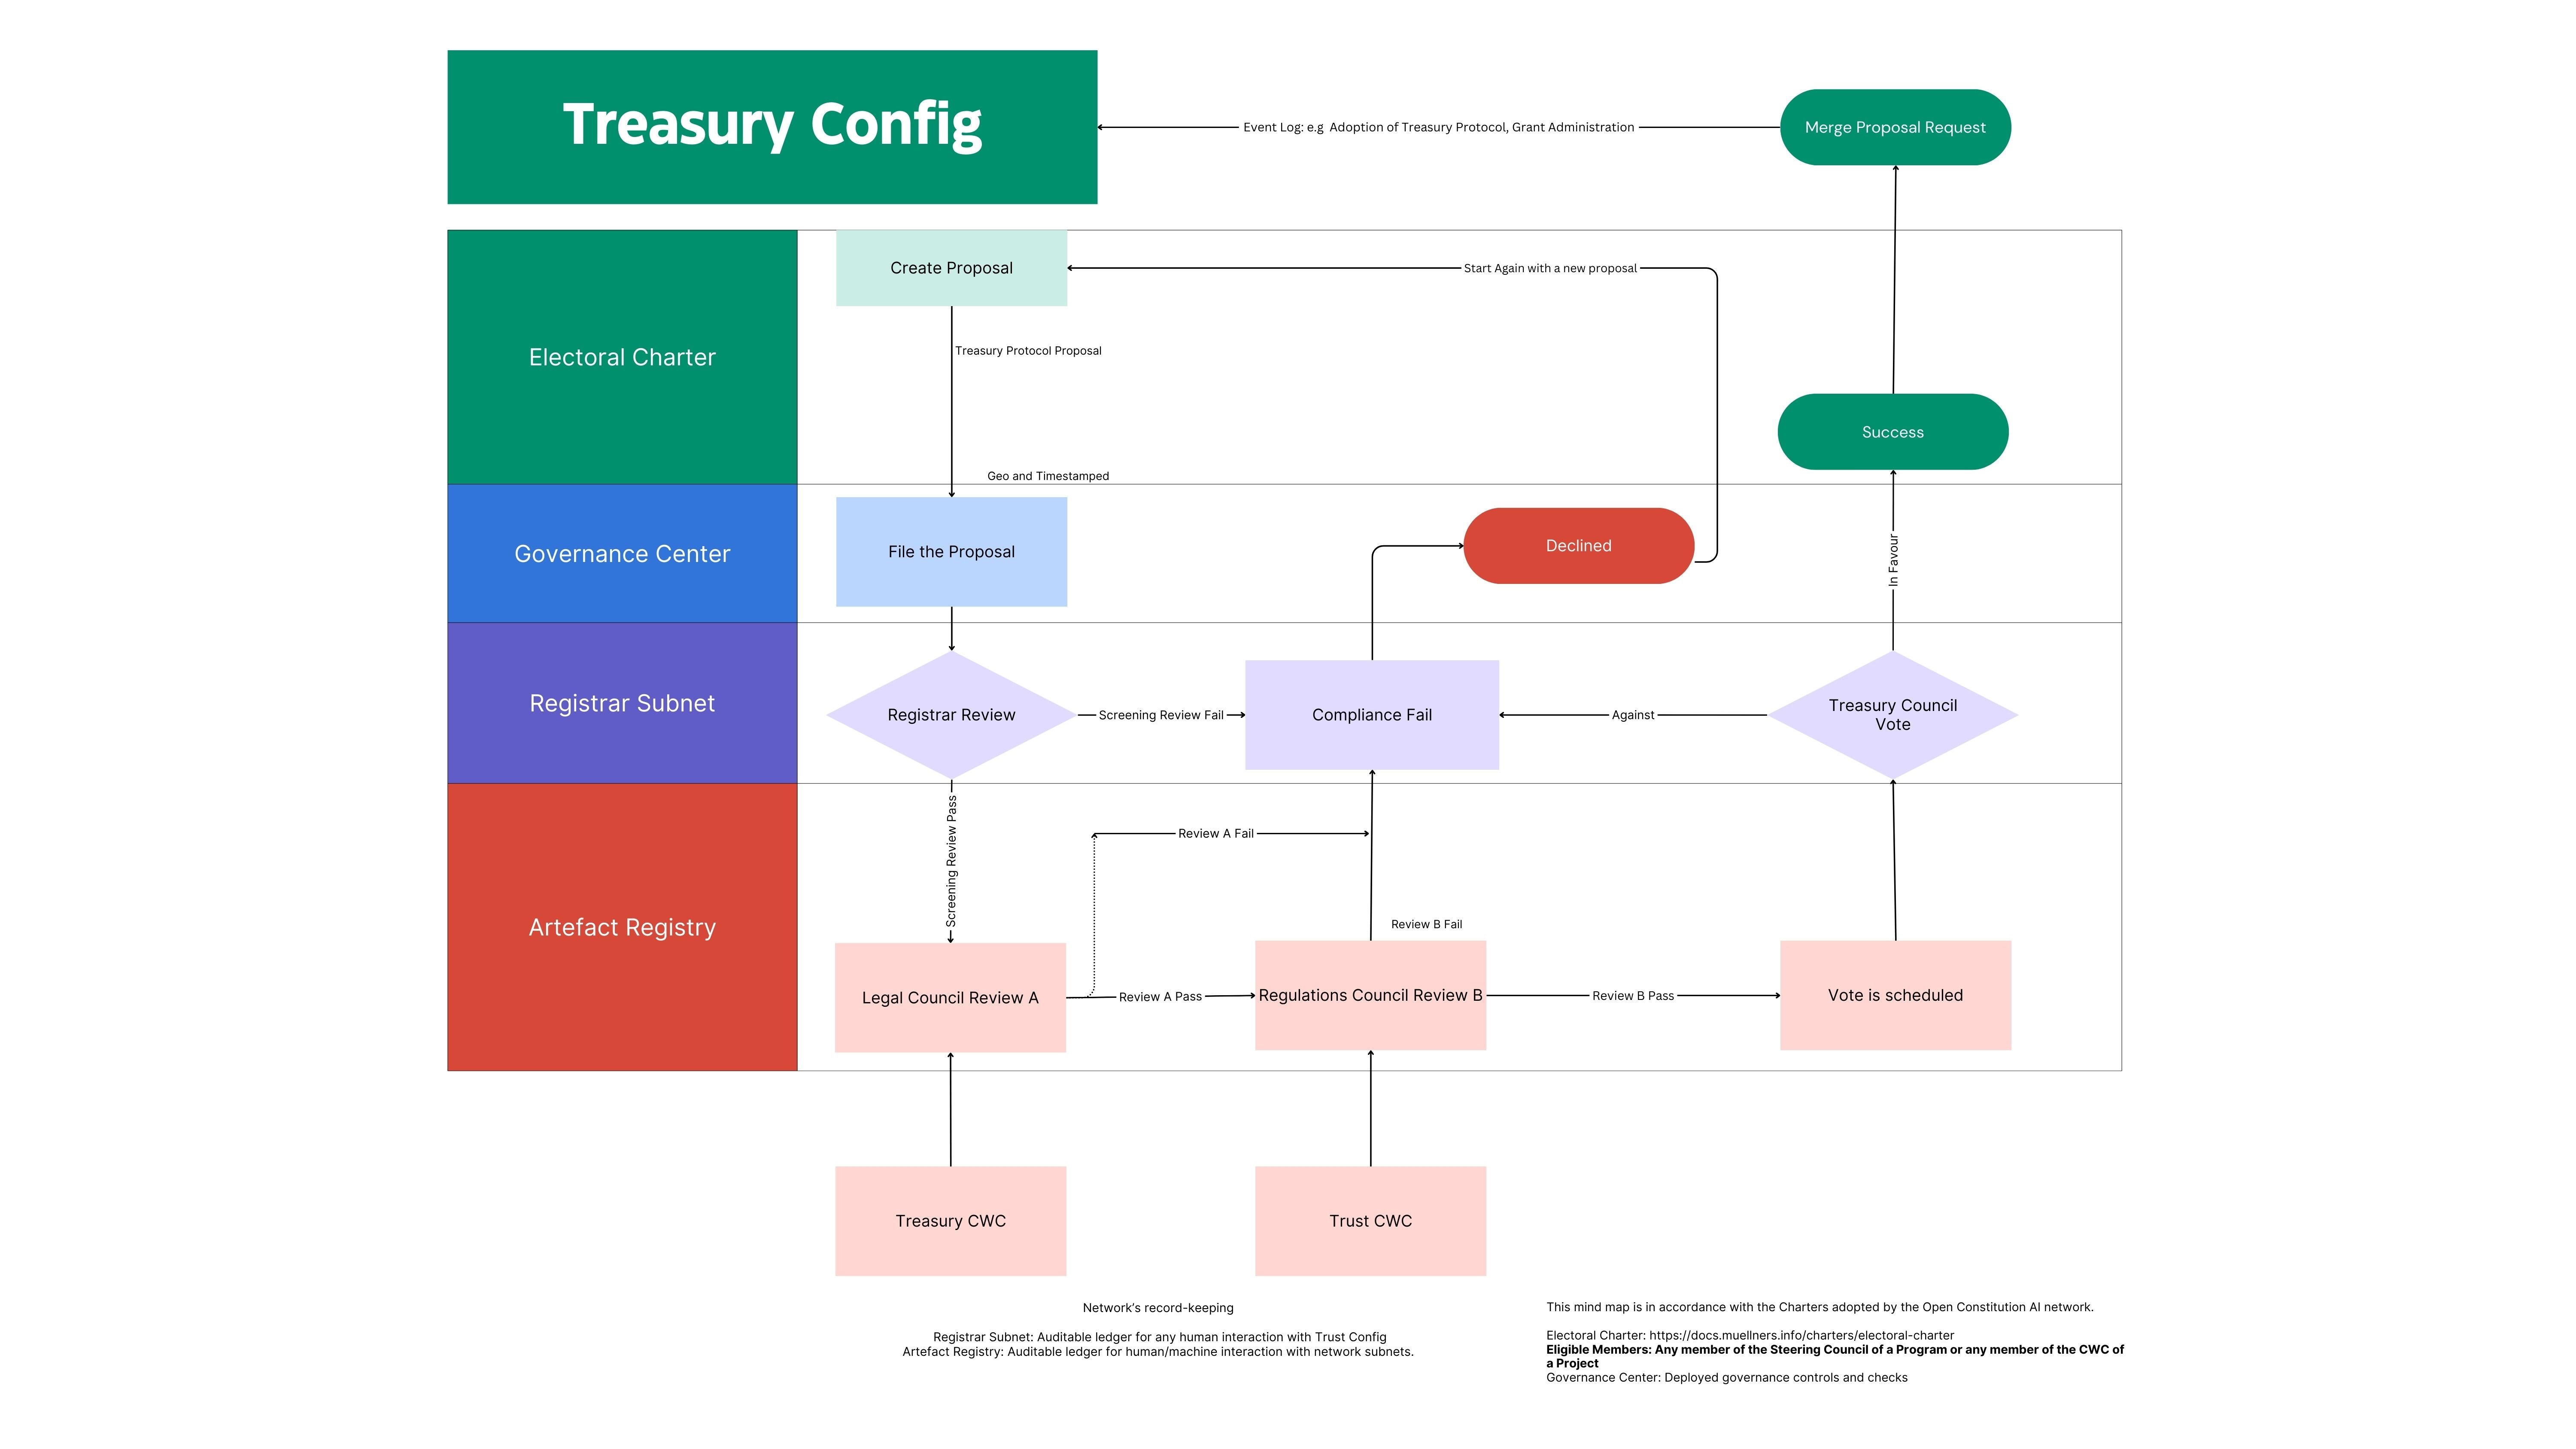 Treasury Config
Event Log: e.g  Adoption of Treasury Protocol, Grant Administration
Merge Proposal Request
Electoral Charter
Create Proposal
Start Again with a new proposal
Treasury Protocol Proposal
Success
Geo and Timestamped
Governance Center
File the Proposal
Declined
In Favour
Registrar Subnet
Registrar Review
Screening Review Fail
Compliance Fail
Against
Treasury Council
Vote
Artefact Registry
Screening Review Pass
Review A Fail
Review B Fail
Legal Council Review A
Review A Pass
Regulations Council Review B
Review B Pass
Vote is scheduled
Treasury CWC
Trust CWC
Network’s record-keeping
Registrar Subnet: Auditable ledger for any human interaction with Trust Config
Artefact Registry: Auditable ledger for human/machine interaction with network subnets.
This mind map is in accordance with the Charters adopted by the Open Constitution AI network.
Electoral Charter: https://docs.muellners.info/charters/electoral-charter
Eligible Members: Any member of the Steering Council of a Program or any member of the CWC of
a Project
Governance Center: Deployed governance controls and checks